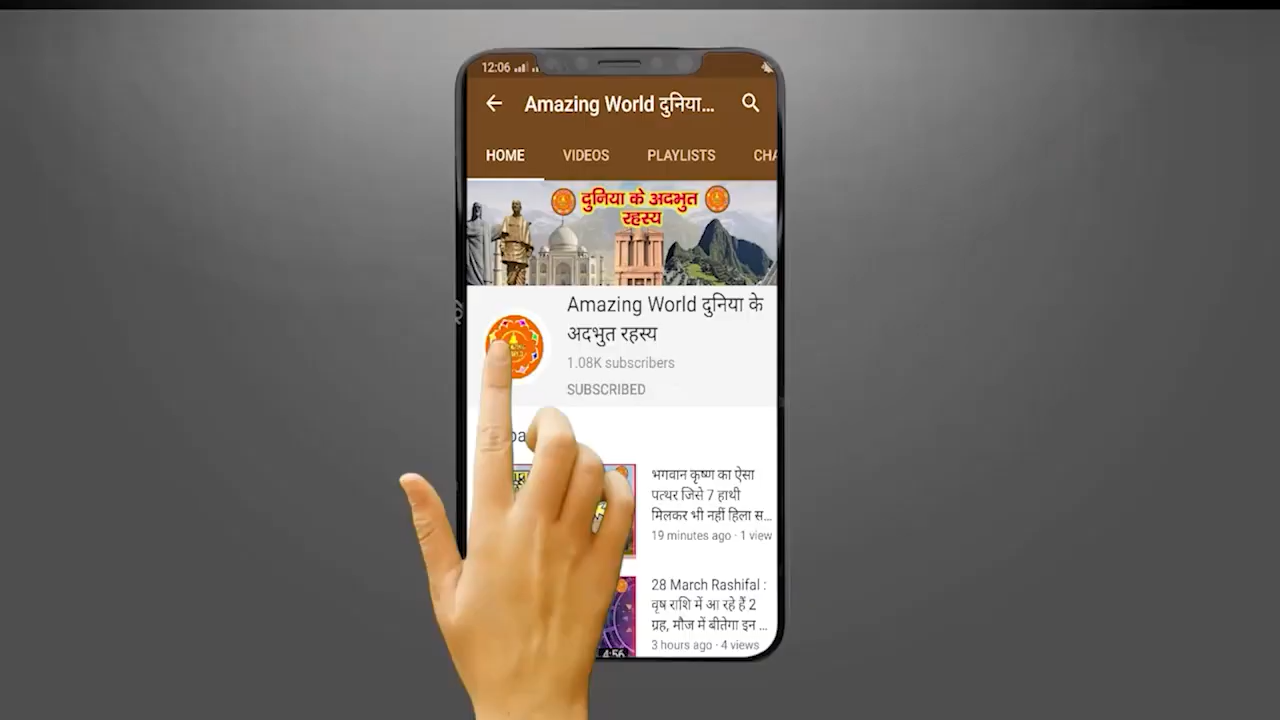 12:06
Amazing World दुनिया...
HOME VIDEOS PLAYLISTS CHA
दुनिया के अदभुत
रहस्य
Amazing World दुनिया के
अदभुत रहस्य
1.08K subscribers
SUBSCRIBED
भगवान कृष्ण का ऐसा
पत्थर जिसे 7 हाथी
मिलकर भी नहीं हिला स...
19 minutes ago · 1 view
28 March Rashifal :
वृष राशि में आ रहे हैं 2
ग्रह, मौज में बीतेगा इन ...
3 hours ago · 4 views
4:56